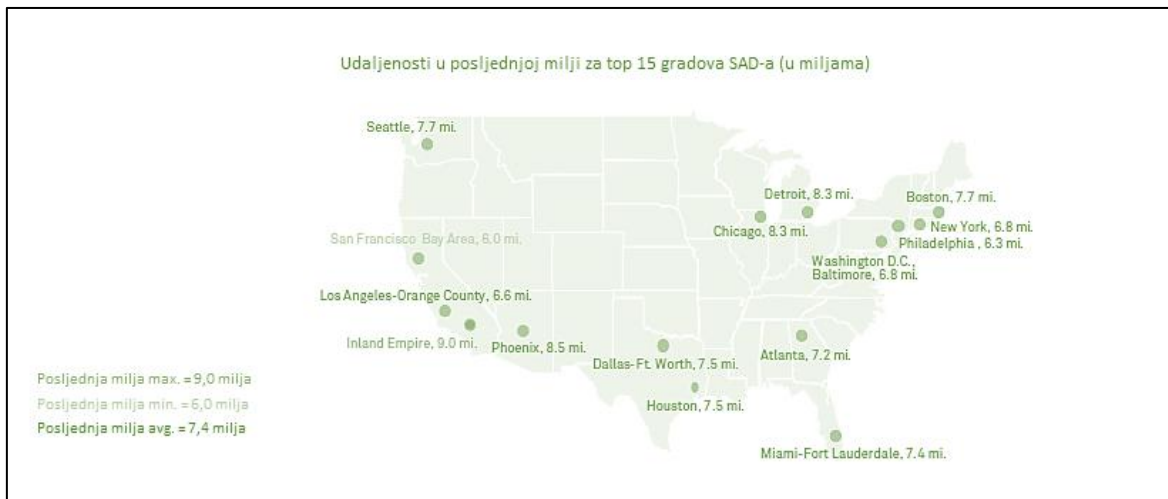 Udaljenosti u posljednjoj milji za top 15 gradova SAD-a (u miljama)
Seattle, 7.7 mi.
Detroit, 8.3 mi.
Boston, 7.7 mi.
Chicago, 8.3 mi.
New York, 6.8 mi.
Philadelphia , 6.3 mi.
San Francisco Bay Area, 6.0 mi.
Washington D.C.,
Baltimore, 6.8 mi.
Los Angeles-Orange County, 6.6 mi.
Inland Empire, 9.0 mi.
Phoenix, 8.5 mi.
Dallas-Ft. Worth, 7.5 mi.
Atlanta, 7.2 mi.
Houston, 7.5 mi.
Miami-Fort Lauderdale, 7.4 mi.
Posljednja milja max. = 9,0 milja
Posljednja milja min. = 6,0 milja
Posljednja milja avg. = 7,4 milja